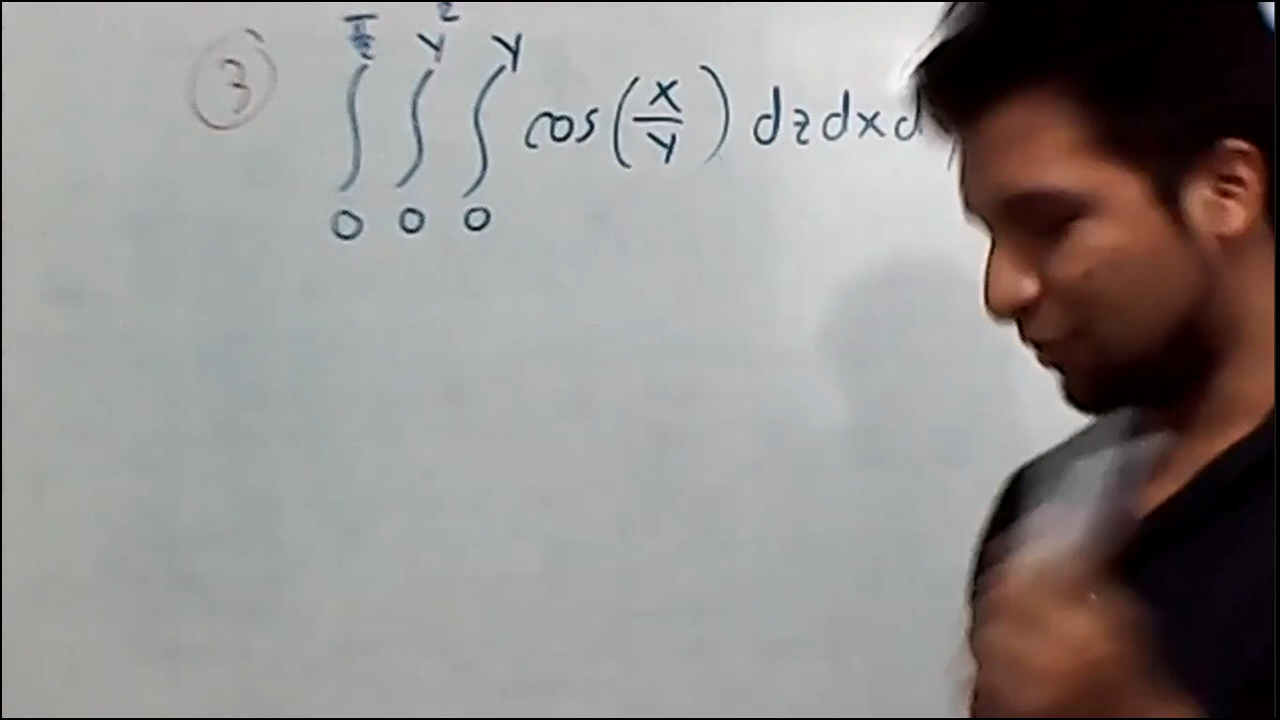 ③ ∫₀^{π/2} ∫₀^{y²} ∫₀^{y} cos(x/y) dz dx d